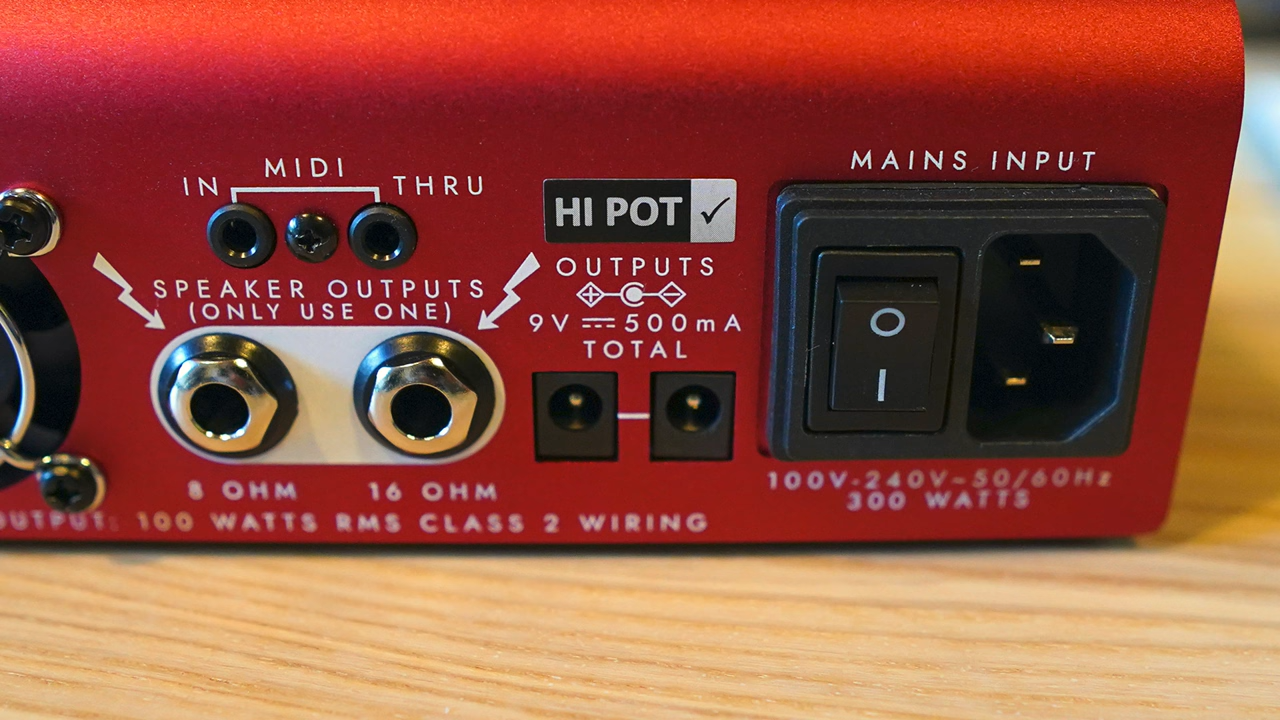 MIDI
IN THRU
SPEAKER OUTPUTS
(ONLY USE ONE)
8 OHM 16 OHM
OUTPUT: 100 WATTS RMS CLASS 2 WIRING
HI POT ✓
OUTPUTS
9V ⎓ 500mA
TOTAL
MAINS INPUT
O
I
100V-240V~50/60Hz
300 WATTS